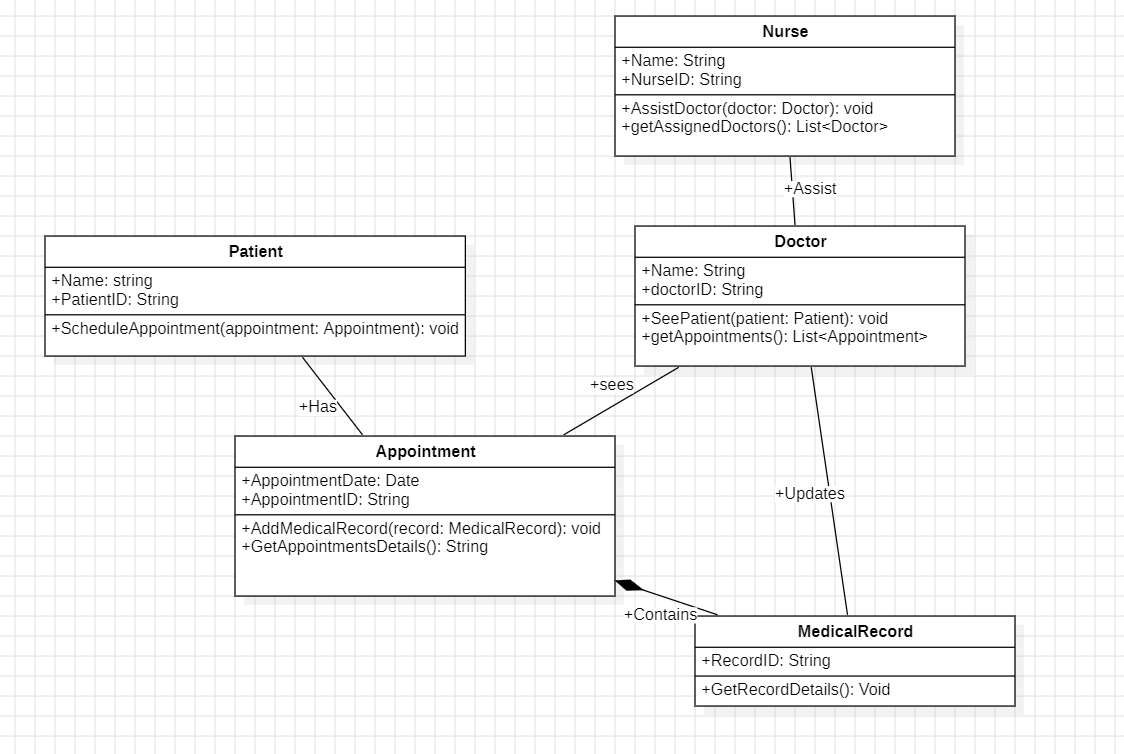 Nurse
+Name: String
+NurseID: String
+AssistDoctor(doctor: Doctor): void
+getAssignedDoctors(): List<Doctor>
+Assist
Patient
+Name: string
+PatientID: String
+ScheduleAppointment(appointment: Appointment): void
Doctor
+Name: String
+doctorID: String
+SeePatient(patient: Patient): void
+getAppointments(): List<Appointment>
+Has
+sees
Appointment
+AppointmentDate: Date
+AppointmentID: String
+AddMedicalRecord(record: MedicalRecord): void
+GetAppointmentsDetails(): String
+Updates
+Contains
MedicalRecord
+RecordID: String
+GetRecordDetails(): Void